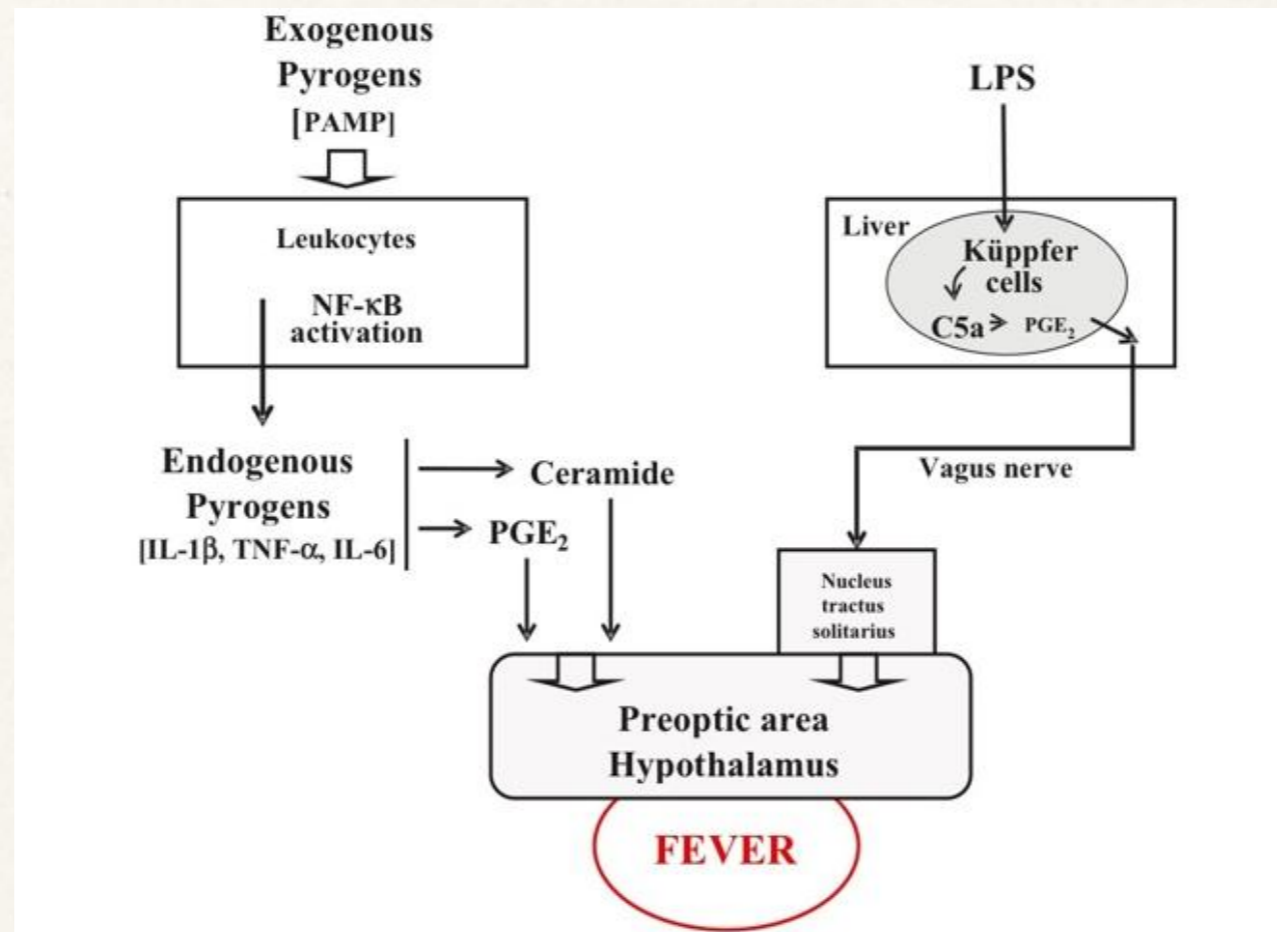 Exogenous
Pyrogens
[PAMP]
Leukocytes
NF-κB
activation
Endogenous
Pyrogens
[IL-1β, TNF-α, IL-6]
Ceramide
PGE₂
LPS
Liver
Küppfer
cells
C5a
PGE₂
Vagus nerve
Nucleus
tractus
solitarius
Preoptic area
Hypothalamus
FEVER